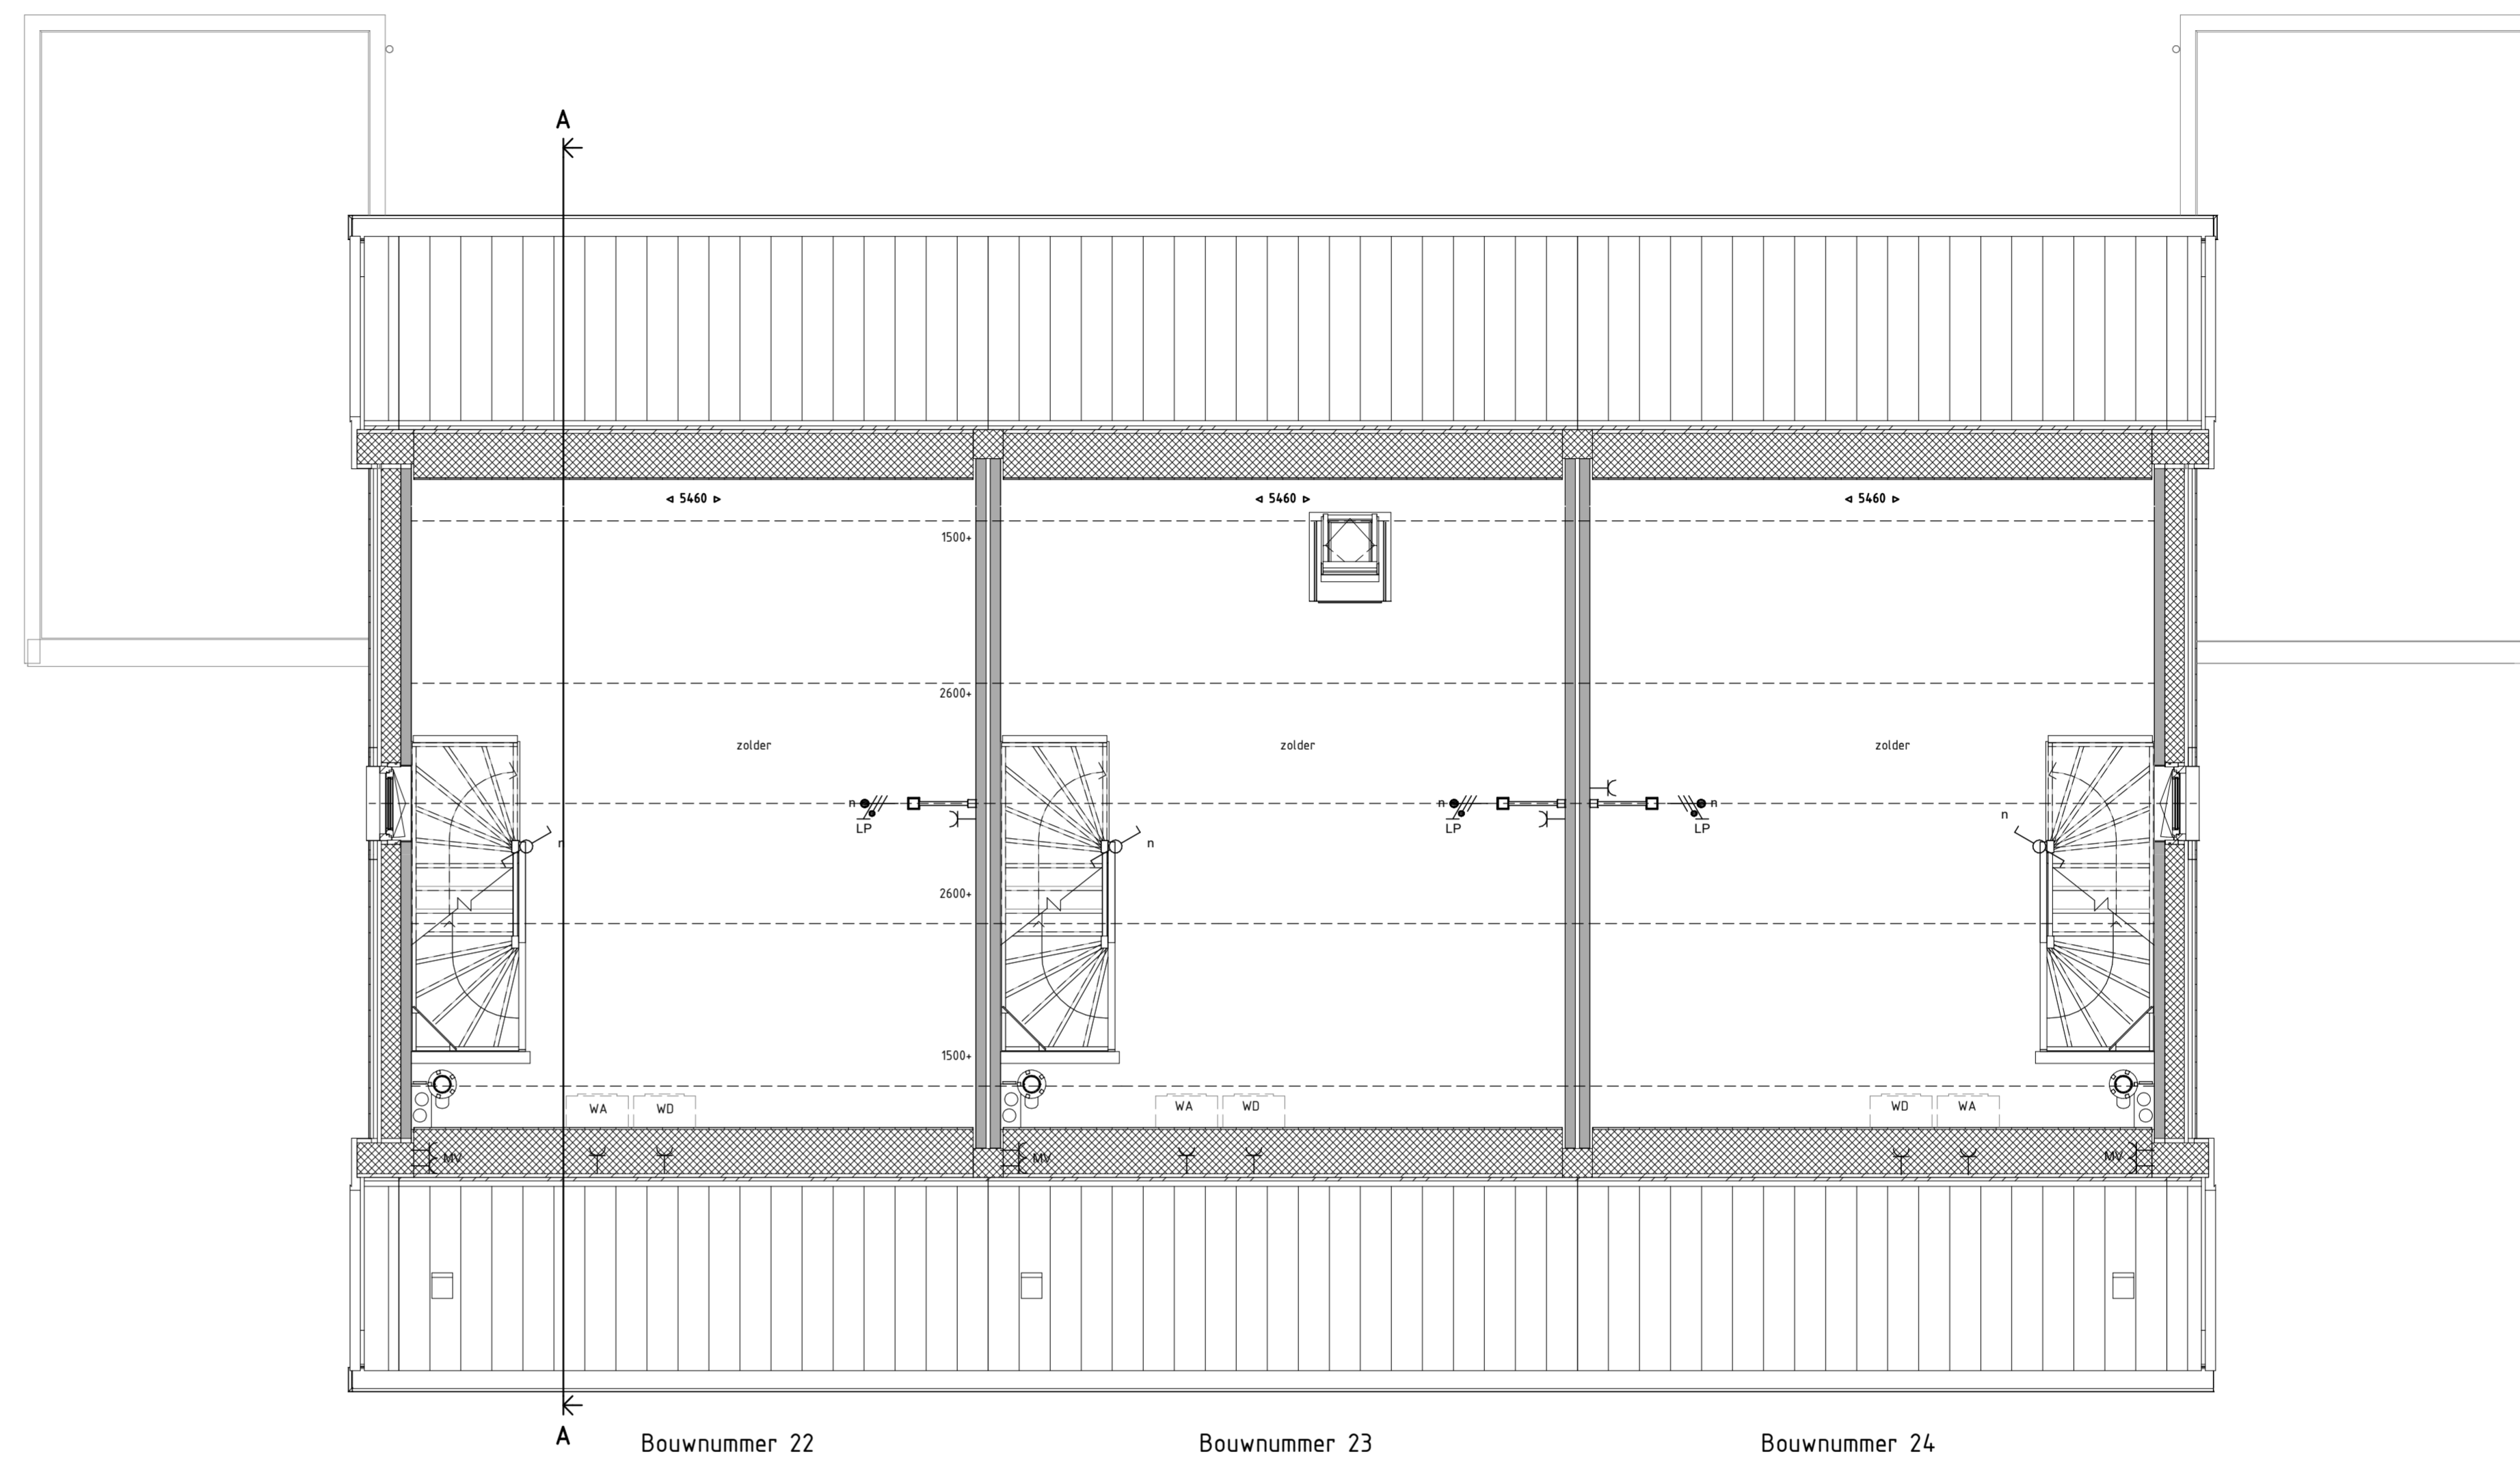 A
◁ 5460 ▷ ◁ 5460 ▷ ◁ 5460 ▷
1500+
2600+
zolder zolder zolder
n n n
LP LP LP
n n n
2600+
1500+
WA WD WA WD WD WA
MV MV MV
A
Bouwnummer 22 Bouwnummer 23 Bouwnummer 24